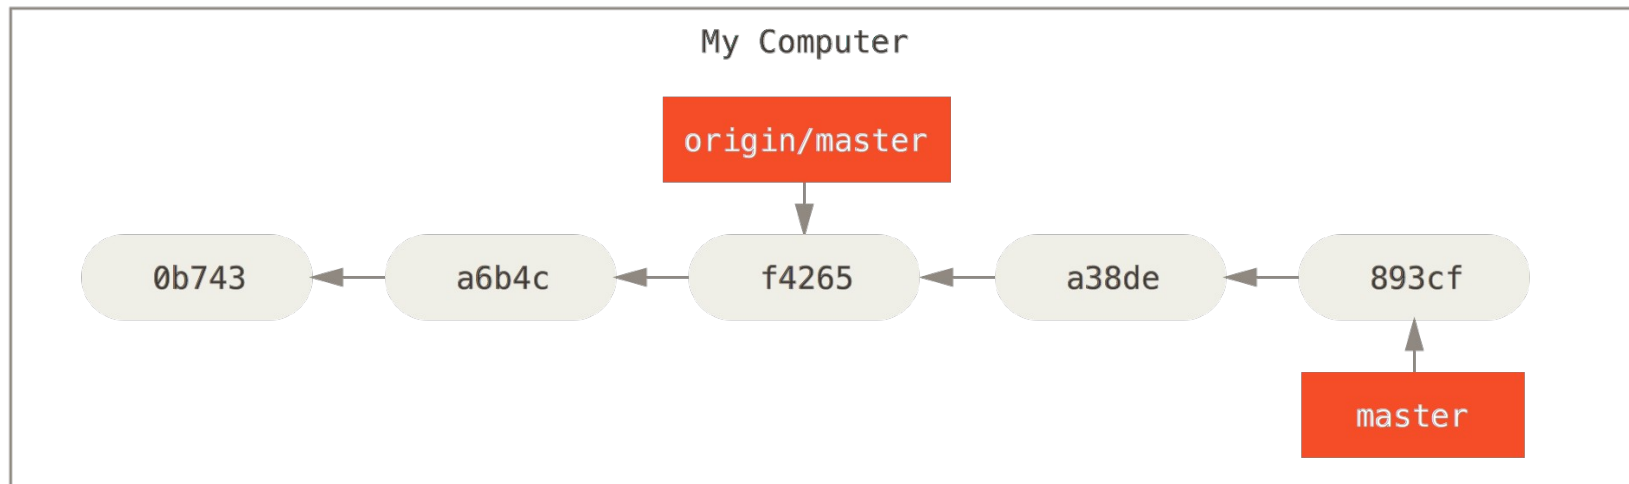 My Computer
origin/master
0b743
a6b4c
f4265
a38de
893cf
master